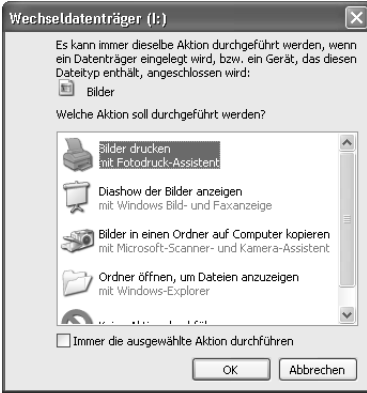 Wechseldatenträger (I:)
Es kann immer dieselbe Aktion durchgeführt werden, wenn
ein Datenträger eingelegt wird, bzw. ein Gerät, das diesen
Dateityp enthält, angeschlossen wird:
Bilder
Welche Aktion soll durchgeführt werden?
Bilder drucken
mit Fotodruck-Assistent
Diashow der Bilder anzeigen
mit Windows Bild- und Faxanzeige
Bilder in einen Ordner auf Computer kopieren
mit Microsoft-Scanner- und Kamera-Assistent
Ordner öffnen, um Dateien anzuzeigen
mit Windows-Explorer
Immer die ausgewählte Aktion durchführen
OK
Abbrechen